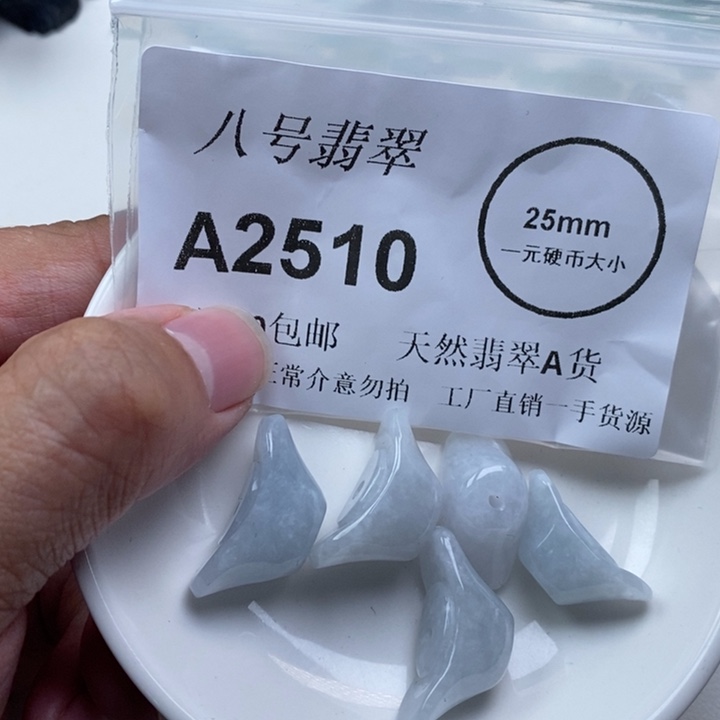 八号翡翠
A2510
25mm
一元硬币大小
包邮 天然翡翠A货
常介意勿拍 工厂直销一手货源